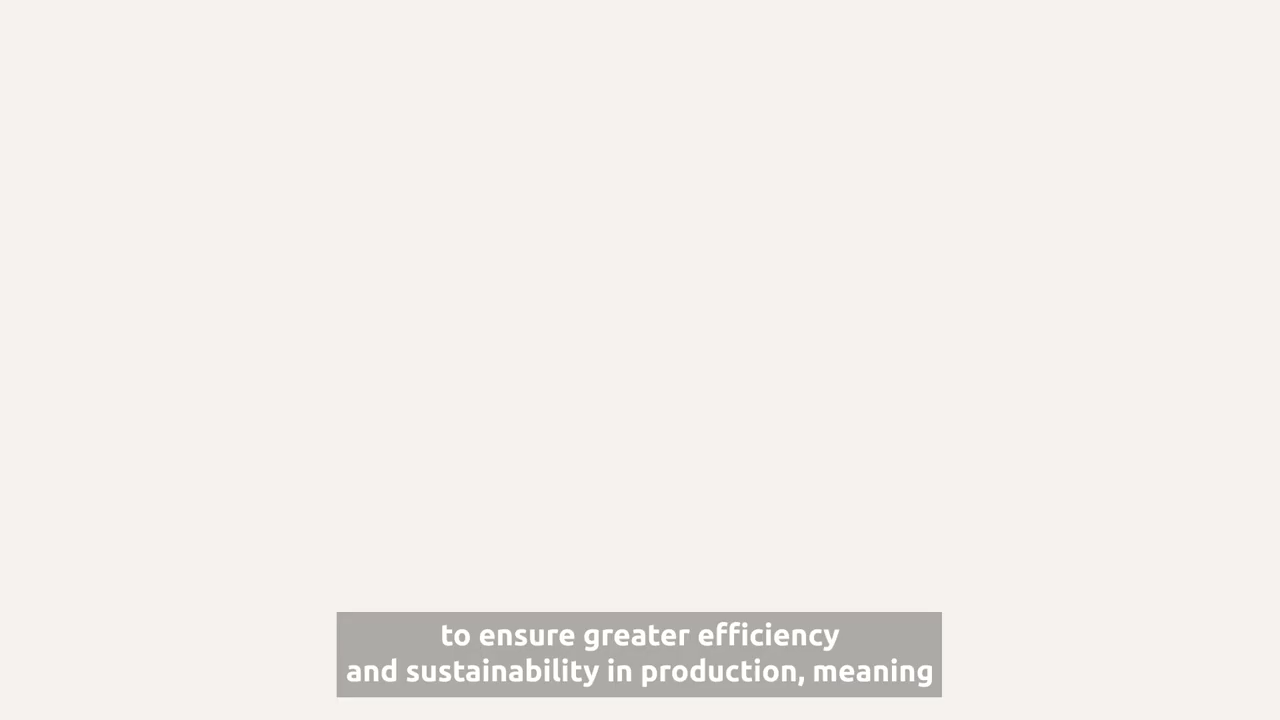 to ensure greater efficiency
and sustainability in production, meaning